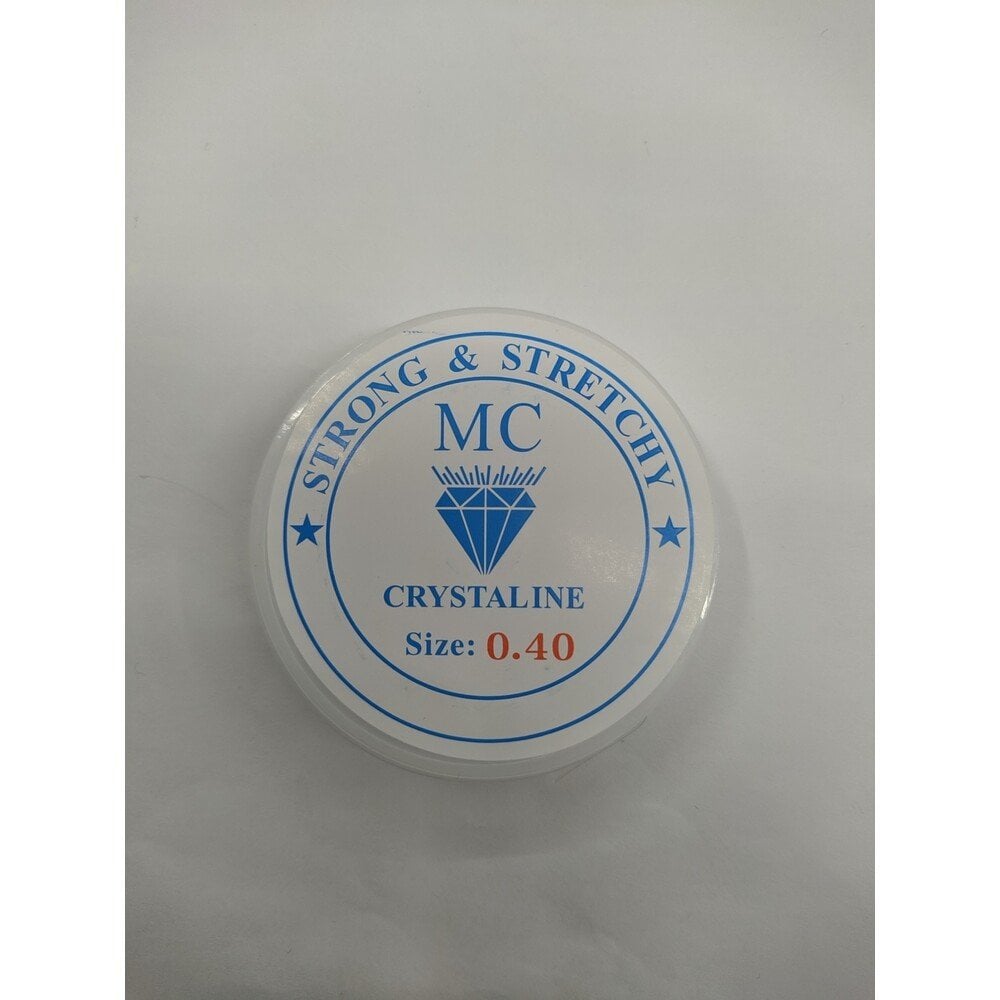 STRONG & STRETCHY
MC
CRYSTALINE
Size: 0.40